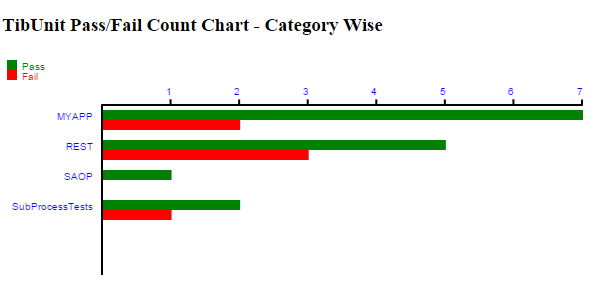 TibUnit Pass/Fail Count Chart - Category Wise
Pass
Fail
1 2 3 4 5 6 7
MYAPP
REST
SAOP
SubProcessTests